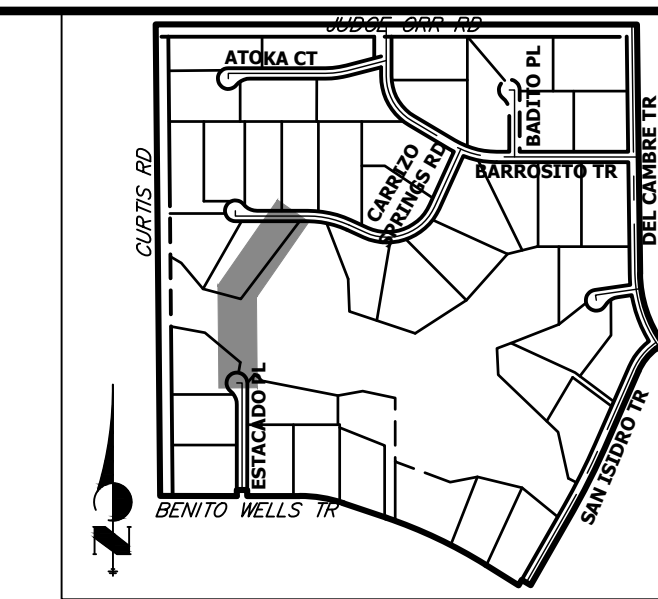 JUDGE ORR RD
ATOKA CT
BADITO PL
DEL CAMBRE TR
CURTIS RD
CARRIZO
SPRINGS RD
BARROSITO TR
ESTACADO PL
SAN ISIDRO TR
BENITO WELLS TR
N